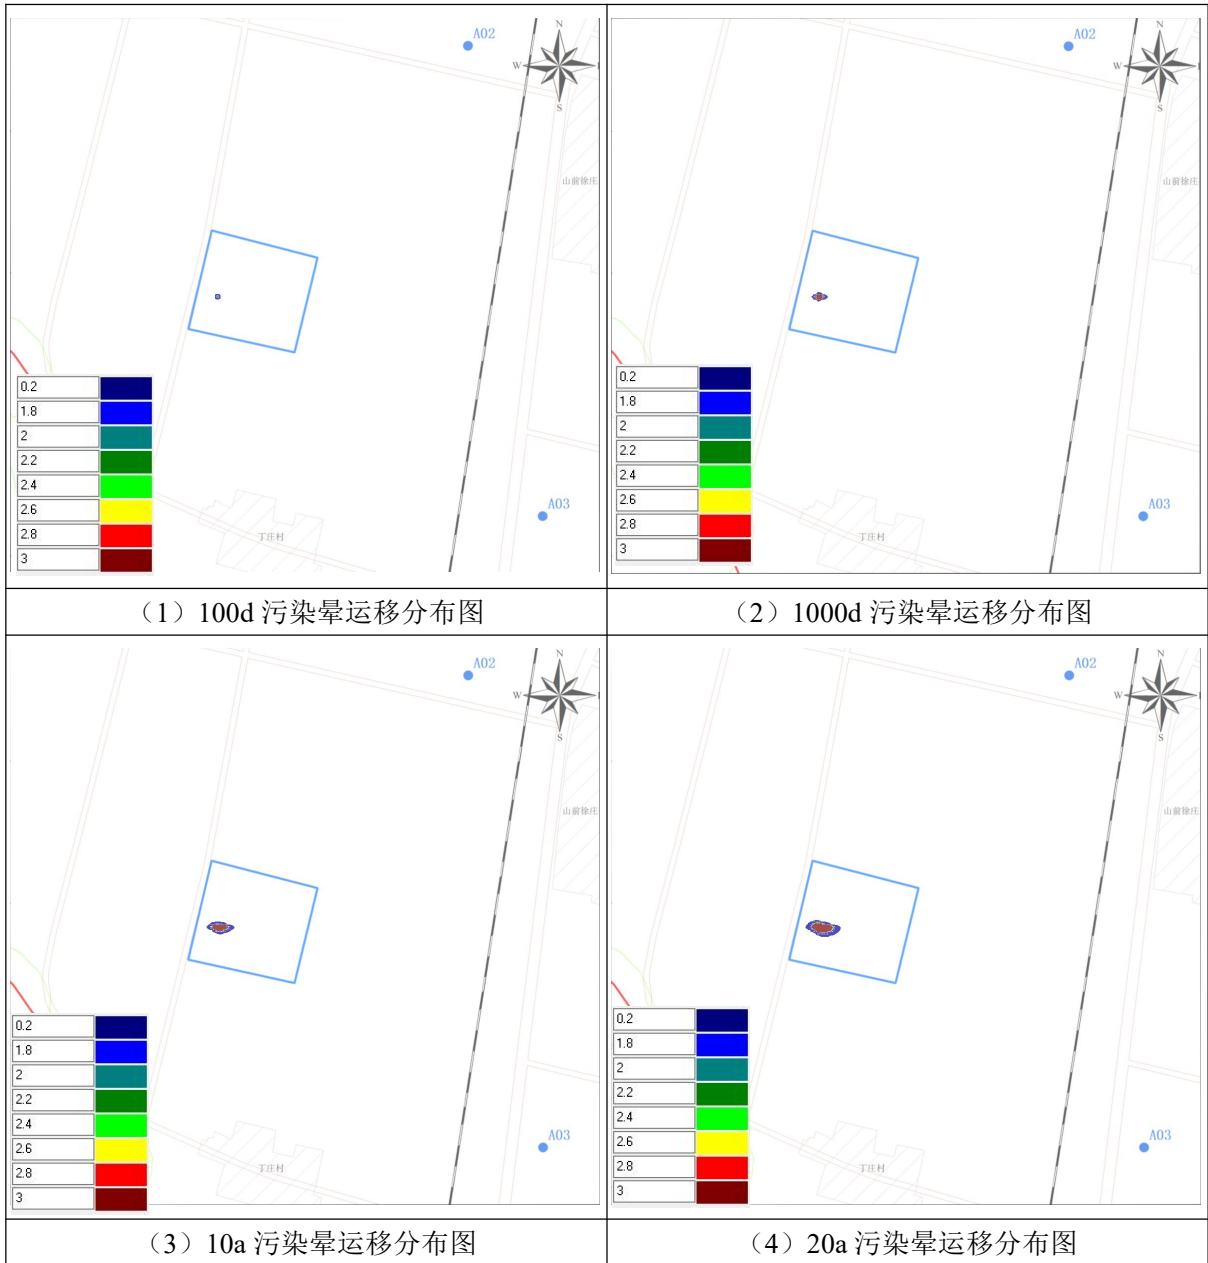 A02
N
W
S
山前徐庄
0.2
1.8
2
2.2
2.4
2.6
2.8
3
A03
丁庄村
(1)100d 污染晕运移分布图
A02
N
W
S
山前徐庄
0.2
1.8
2
2.2
2.4
2.6
2.8
3
A03
丁庄村
(2)1000d 污染晕运移分布图
A02
N
W
S
山前徐庄
0.2
1.8
2
2.2
2.4
2.6
2.8
3
A03
丁庄村
(3)10a 污染晕运移分布图
A02
N
W
S
山前徐庄
0.2
1.8
2
2.2
2.4
2.6
2.8
3
A03
丁庄村
(4)20a 污染晕运移分布图